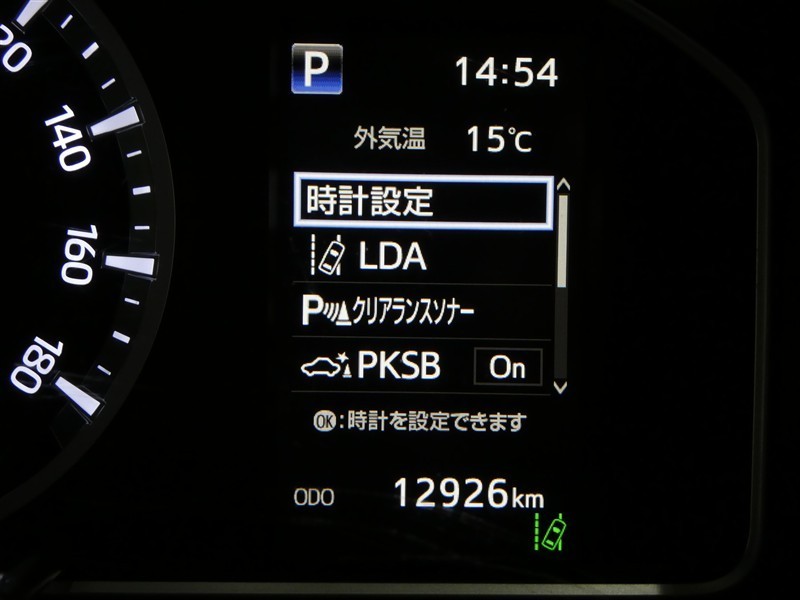 20
140
160
180
P 14:54
外気温 15℃
時計設定
LDA
Pクリアランスソナー
PKSB On
OK:時計を設定できます
ODO 12926km